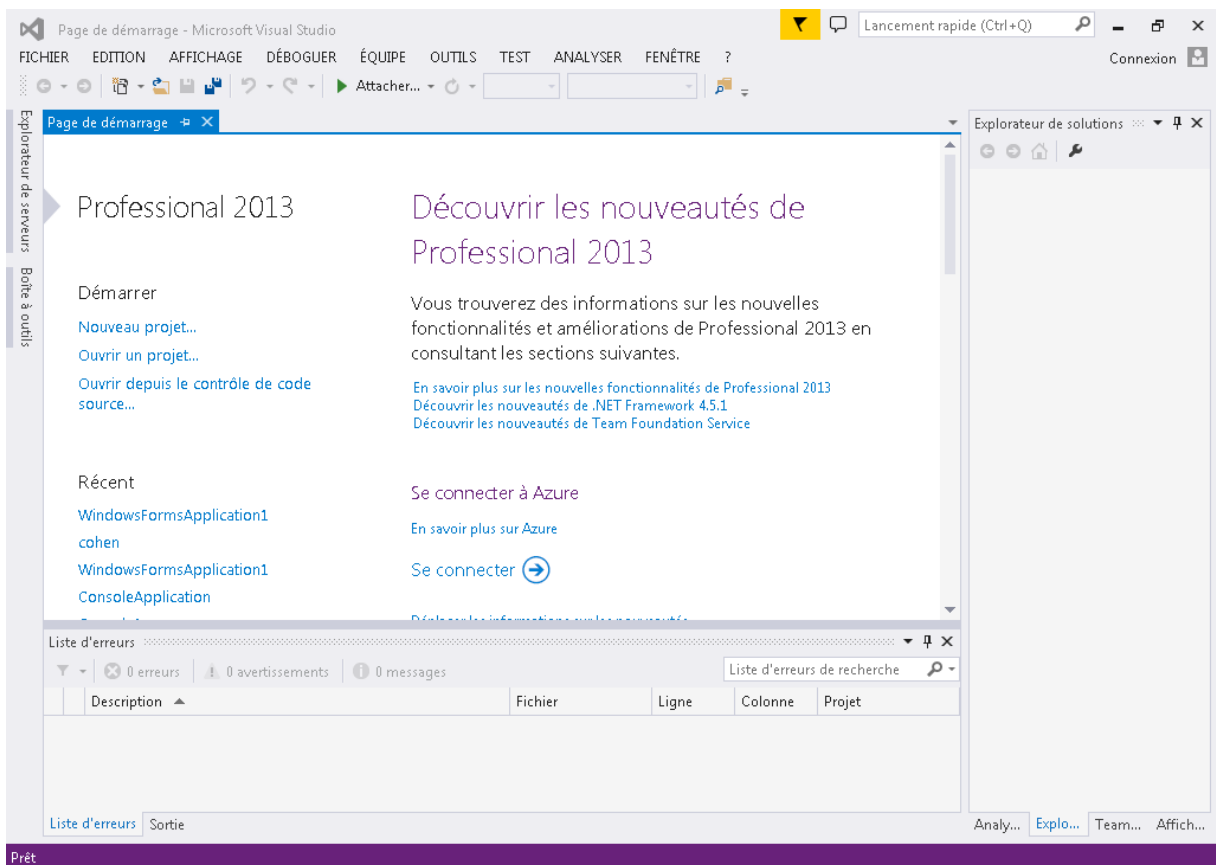 Page de démarrage - Microsoft Visual Studio
Lancement rapide (Ctrl+Q)
FICHIER EDITION AFFICHAGE DÉBOGUER ÉQUIPE OUTILS TEST ANALYSER FENÊTRE ?
Connexion
Attacher...
Explorateur de serveurs
Boîte à outils
Page de démarrage
Professional 2013
Démarrer
Nouveau projet...
Ouvrir un projet...
Ouvrir depuis le contrôle de code
source...
Récent
WindowsFormsApplication1
cohen
WindowsFormsApplication1
ConsoleApplication
Découvrir les nouveautés de
Professional 2013
Vous trouverez des informations sur les nouvelles
fonctionnalités et améliorations de Professional 2013 en
consultant les sections suivantes.
En savoir plus sur les nouvelles fonctionnalités de Professional 2013
Découvrir les nouveautés de .NET Framework 4.5.1
Découvrir les nouveautés de Team Foundation Service
Se connecter à Azure
En savoir plus sur Azure
Se connecter
Explorateur de solutions
Liste d'erreurs
0 erreurs 0 avertissements 0 messages
Liste d'erreurs de recherche
Description Fichier Ligne Colonne Projet
Liste d'erreurs Sortie
Analy... Explo... Team... Affich...
Prêt